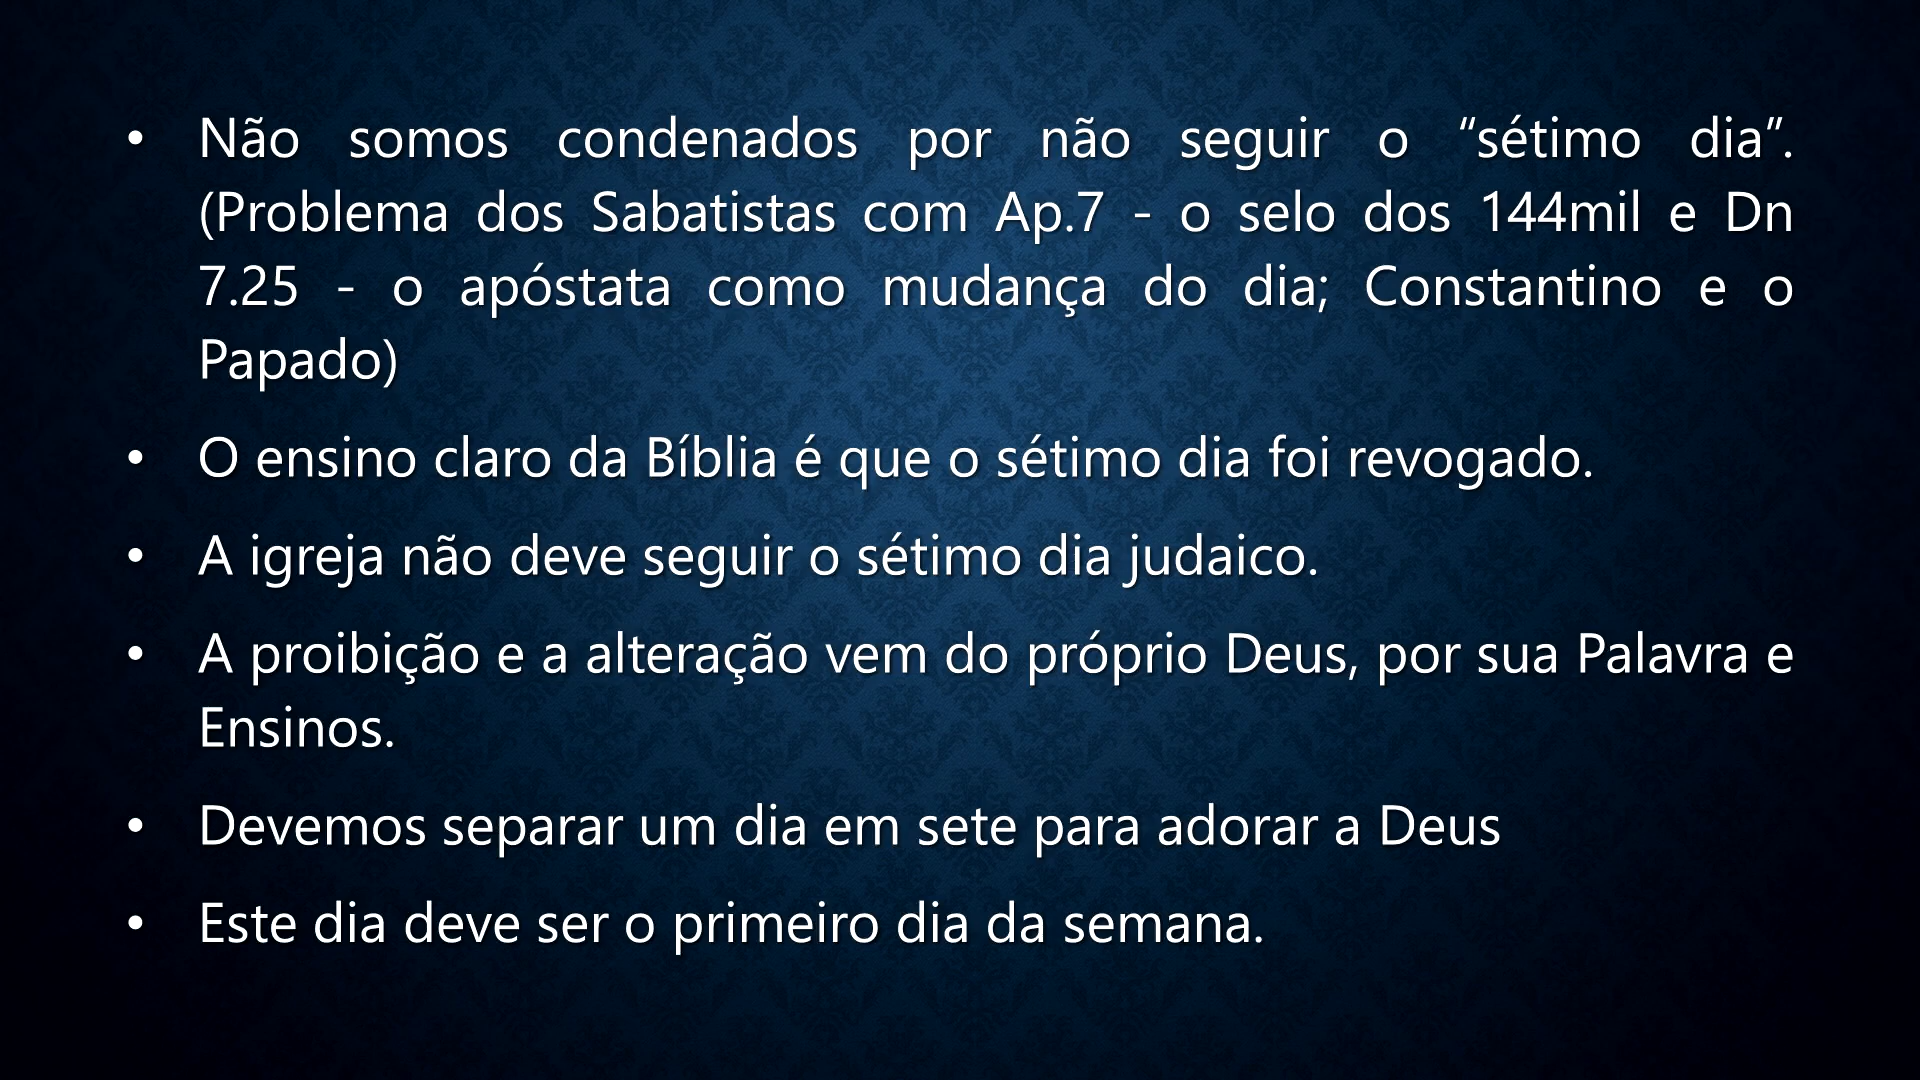 • Não somos condenados por não seguir o “sétimo dia”.
(Problema dos Sabatistas com Ap.7 - o selo dos 144mil e Dn
7.25 - o apóstata como mudança do dia; Constantino e o
Papado)
• O ensino claro da Bíblia é que o sétimo dia foi revogado.
• A igreja não deve seguir o sétimo dia judaico.
• A proibição e a alteração vem do próprio Deus, por sua Palavra e
Ensinos.
• Devemos separar um dia em sete para adorar a Deus
• Este dia deve ser o primeiro dia da semana.